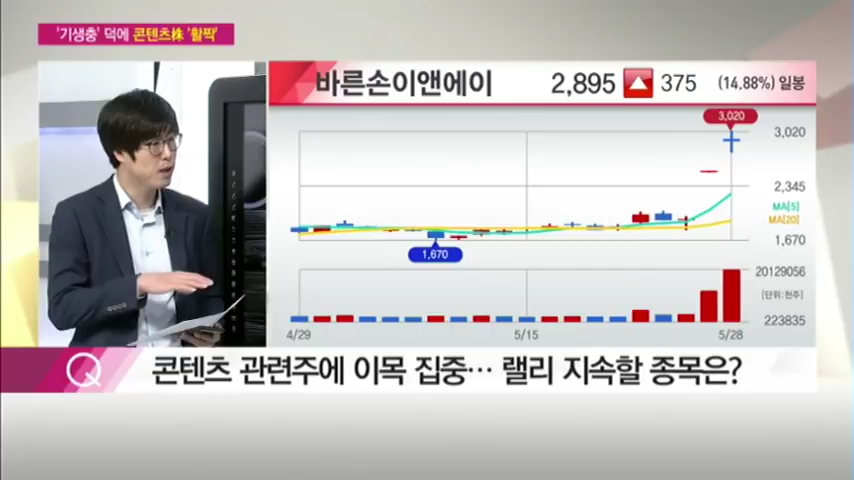 '기생충' 덕에 콘텐츠株 '활짝'
바른손이앤에이 2,895 375 (14.88%) 일봉
3,020
3,020
2,345
MA[5]
MA[20]
1,670
1,670
20129056
[단위:천주]
223835
4/29 5/15 5/28
Q 콘텐츠 관련주에 이목 집중… 랠리 지속할 종목은?